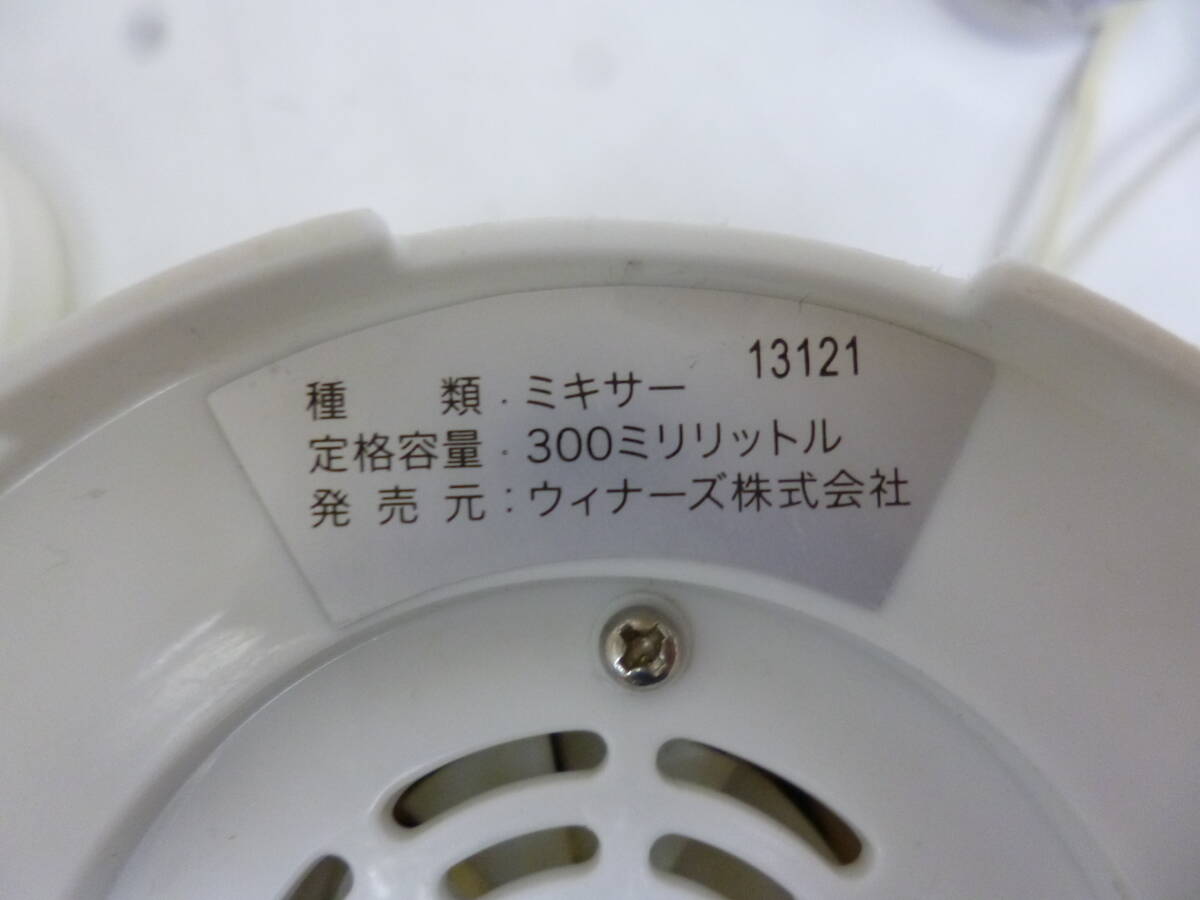 13121
種　　類 : ミキサー
定格容量 : 300ミリリットル
発 売 元 : ウィナーズ株式会社